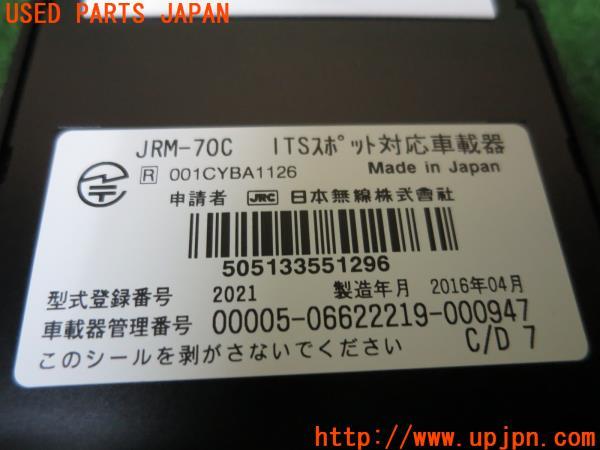 USED PARTS JAPAN
JRM-70C ITSスポット対応車載器
R 001CYBA1126 Made in Japan
申請者 JRC 日本無線株式會社
505133551296
型式登録番号 2021 製造年月 2016年04月
車載器管理番号 00005-06622219-000947
このシールを剥がさないでください C/D 7
http://www.upjpn.com/